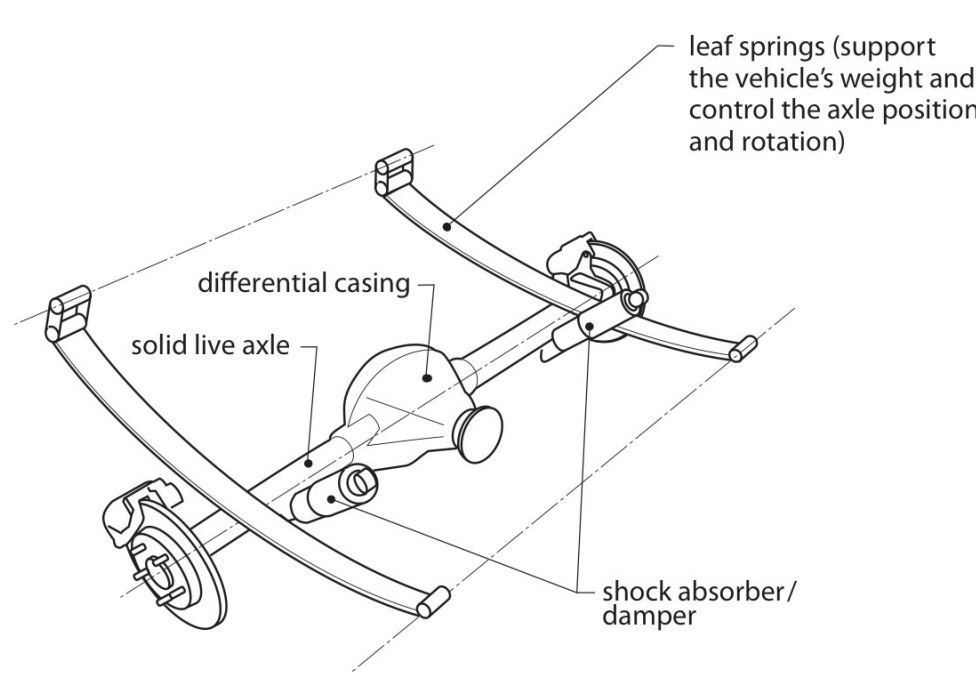 leaf springs (support
the vehicle's weight and
control the axle position
and rotation)
differential casing
solid live axle
shock absorber/
damper